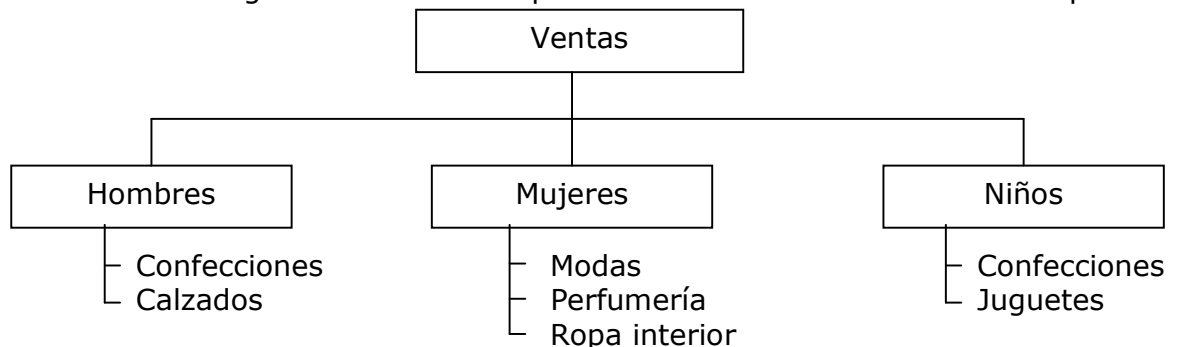 Ventas
Hombres Mujeres Niños
Confecciones Modas Confecciones
Calzados Perfumería Juguetes
Ropa interior